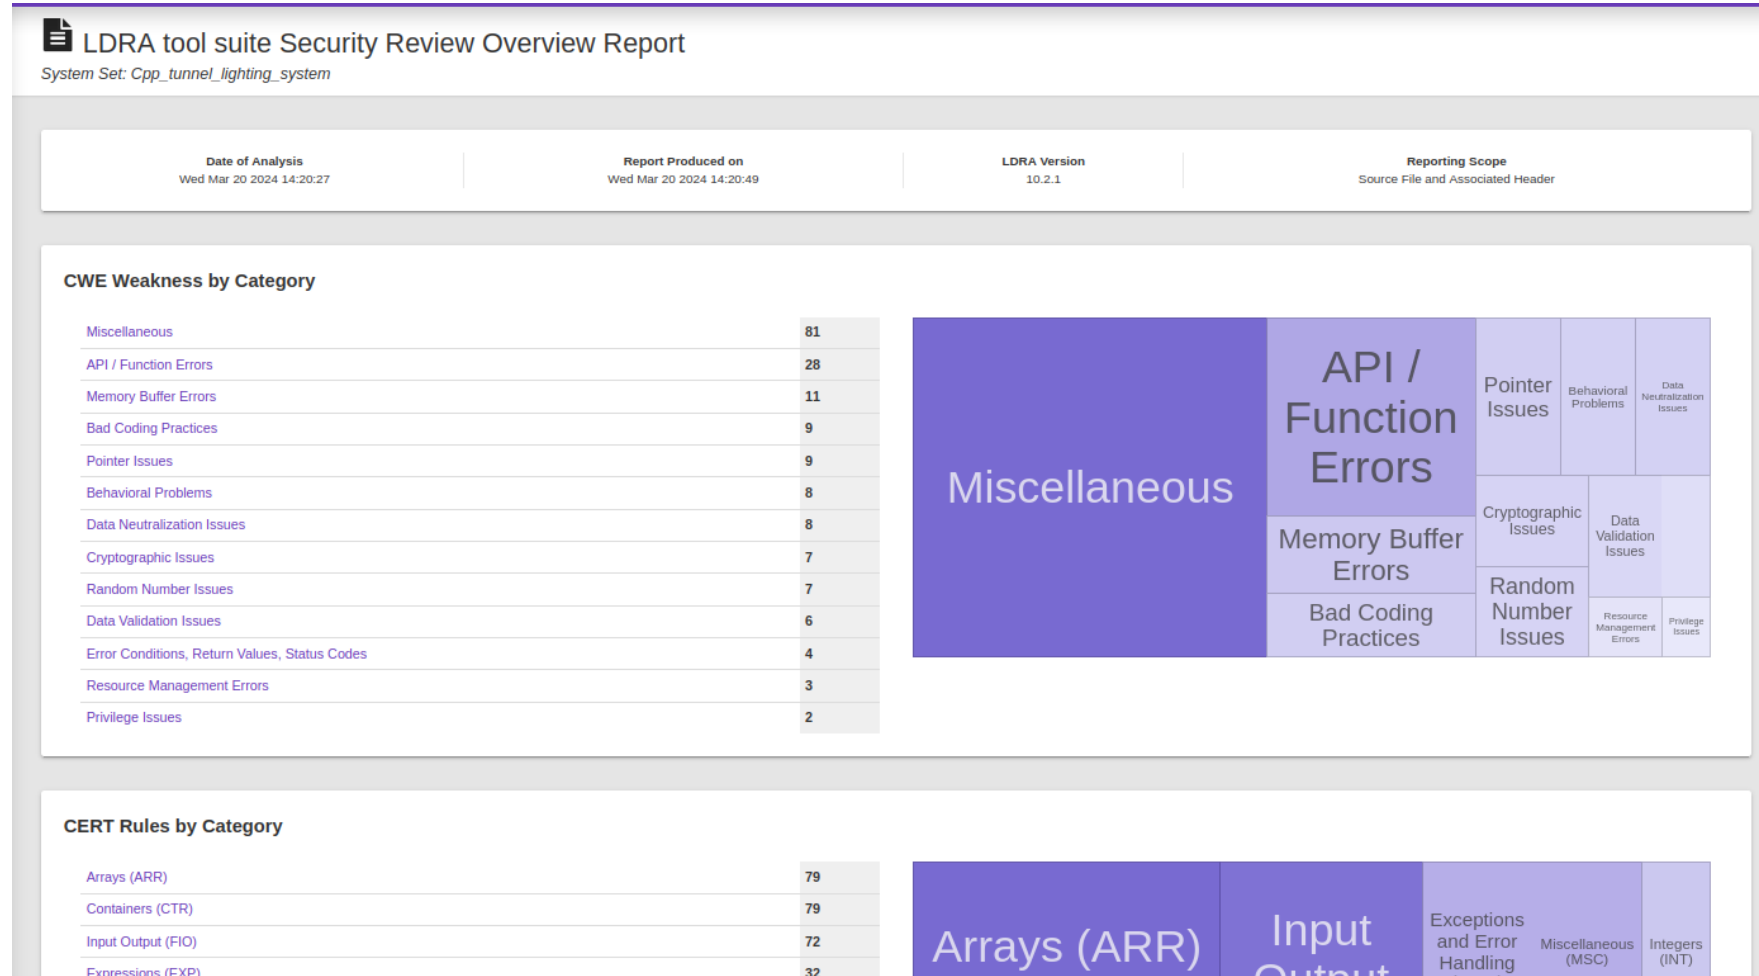 LDRA tool suite Security Review Overview Report
System Set: Cpp_tunnel_lighting_system
Date of Analysis
Wed Mar 20 2024 14:20:27
Report Produced on
Wed Mar 20 2024 14:20:49
LDRA Version
10.2.1
Reporting Scope
Source File and Associated Header
CWE Weakness by Category
Miscellaneous 81
API / Function Errors 28
Memory Buffer Errors 11
Bad Coding Practices 9
Pointer Issues 9
Behavioral Problems 8
Data Neutralization Issues 8
Cryptographic Issues 7
Random Number Issues 7
Data Validation Issues 6
Error Conditions, Return Values, Status Codes 4
Resource Management Errors 3
Privilege Issues 2
Miscellaneous
API /
Function
Errors
Memory Buffer
Errors
Bad Coding
Practices
Pointer
Issues
Behavioral
Problems
Data
Neutralization
Issues
Cryptographic
Issues
Data
Validation
Issues
Random
Number
Issues
Resource
Management
Errors
Privilege
Issues
CERT Rules by Category
Arrays (ARR) 79
Containers (CTR) 79
Input Output (FIO) 72
Expressions (EXP) 32
Arrays (ARR)
Input
Output
Exceptions
and Error
Handling
Miscellaneous
(MSC)
Integers
(INT)